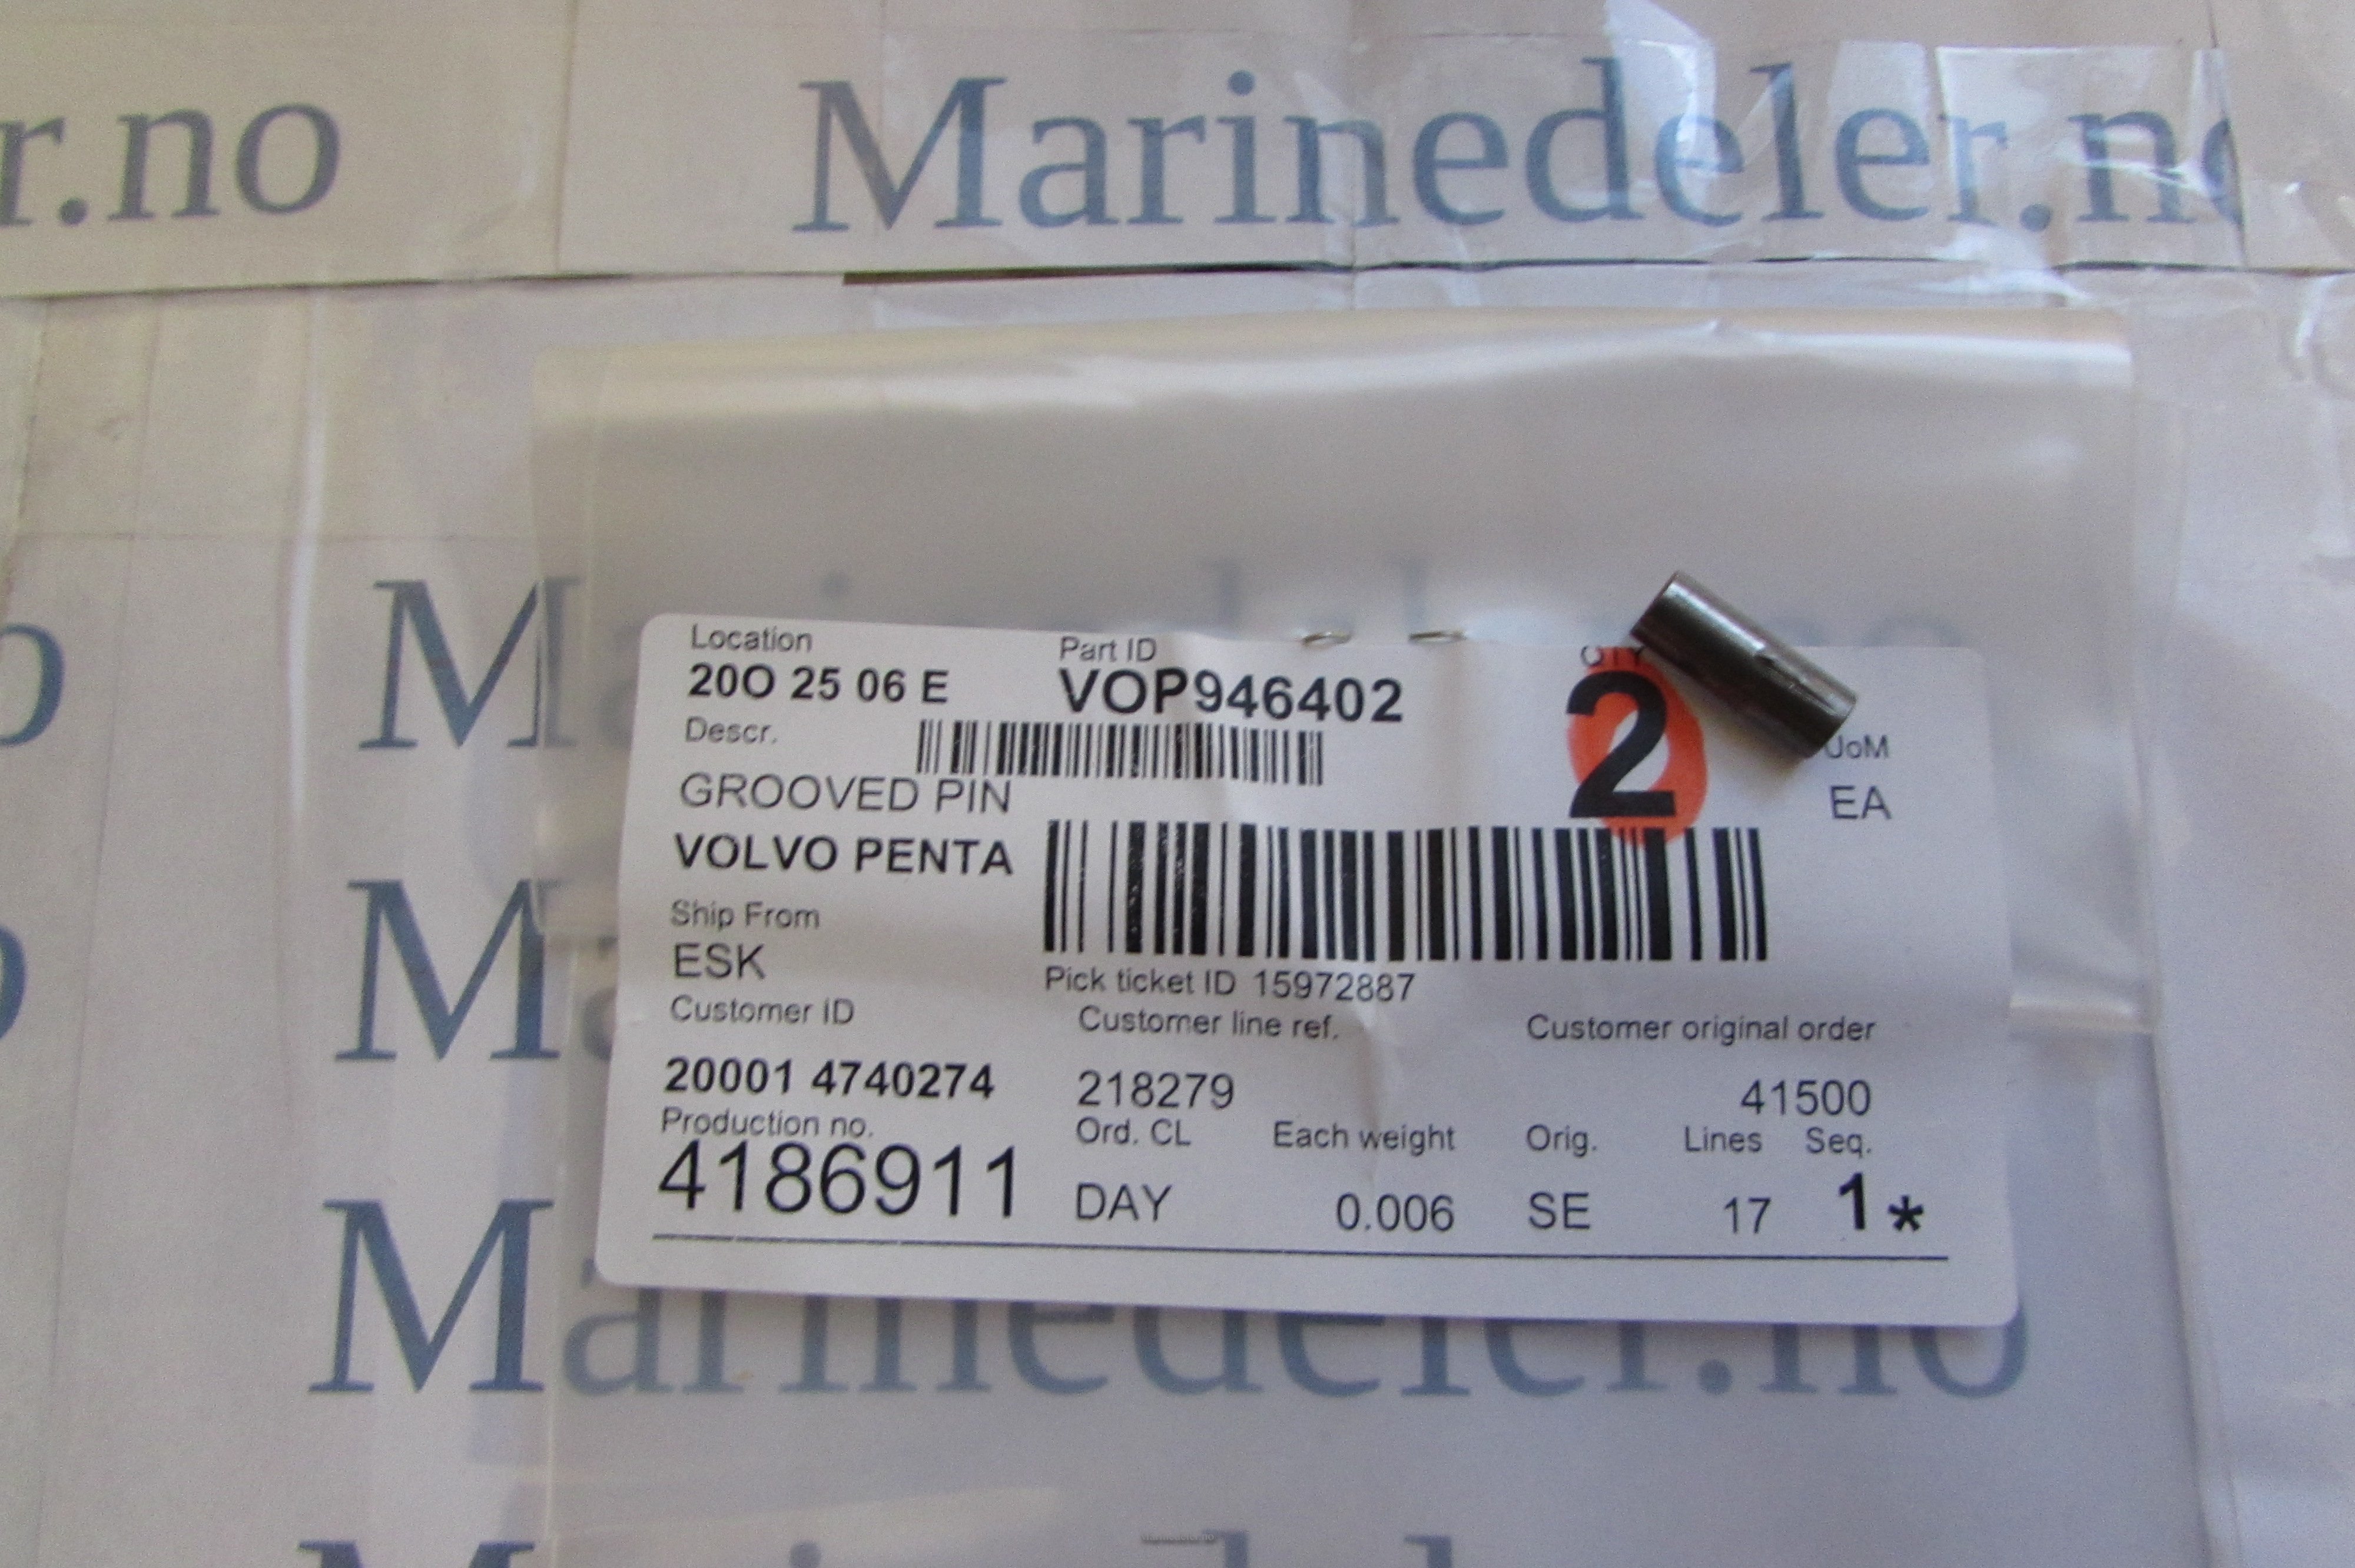 r.no Marinedeler.no
Location
20O 25 06 E
Part ID
VOP946402
QTY
2
UoM
EA
Descr.
GROOVED PIN
VOLVO PENTA
Ship From
ESK
Pick ticket ID 15972887
Customer ID
20001 4740274
Customer line ref.
218279
Customer original order
41500
Production no.
4186911
Ord. CL
DAY
Each weight
0.006
Orig.
SE
Lines
17
Seq.
1*
Marinedeler.no